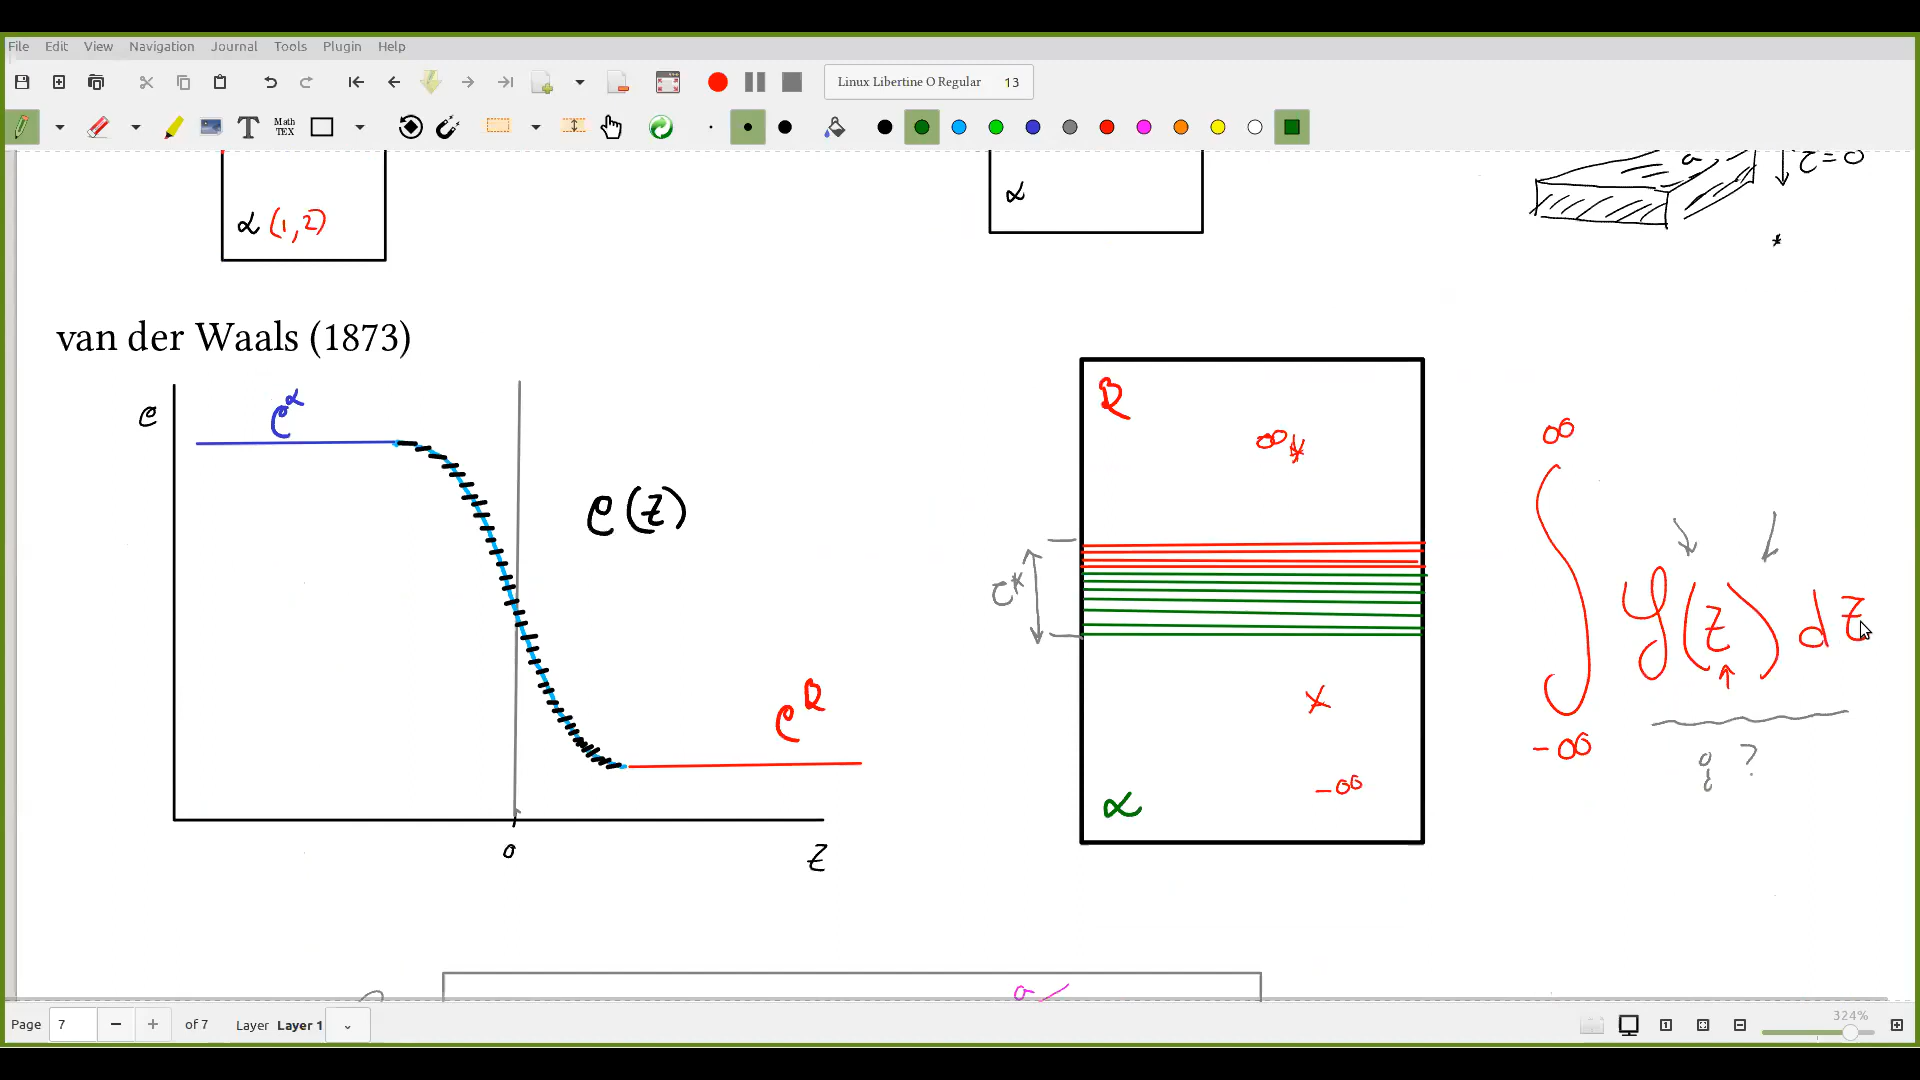 File Edit View Navigation Journal Tools Plugin Help
Linux Libertine O Regular 13
Math
TEX
α (1,2)
α
a
τ = 0
*
van der Waals (1873)
ρ
ρ^α
ρ(z)
ρ^β
0
z
β
∞
τ*
-∞
α
∞
∫ φ(z) dz
-∞
?
Page 7 of 7 Layer Layer 1
324%